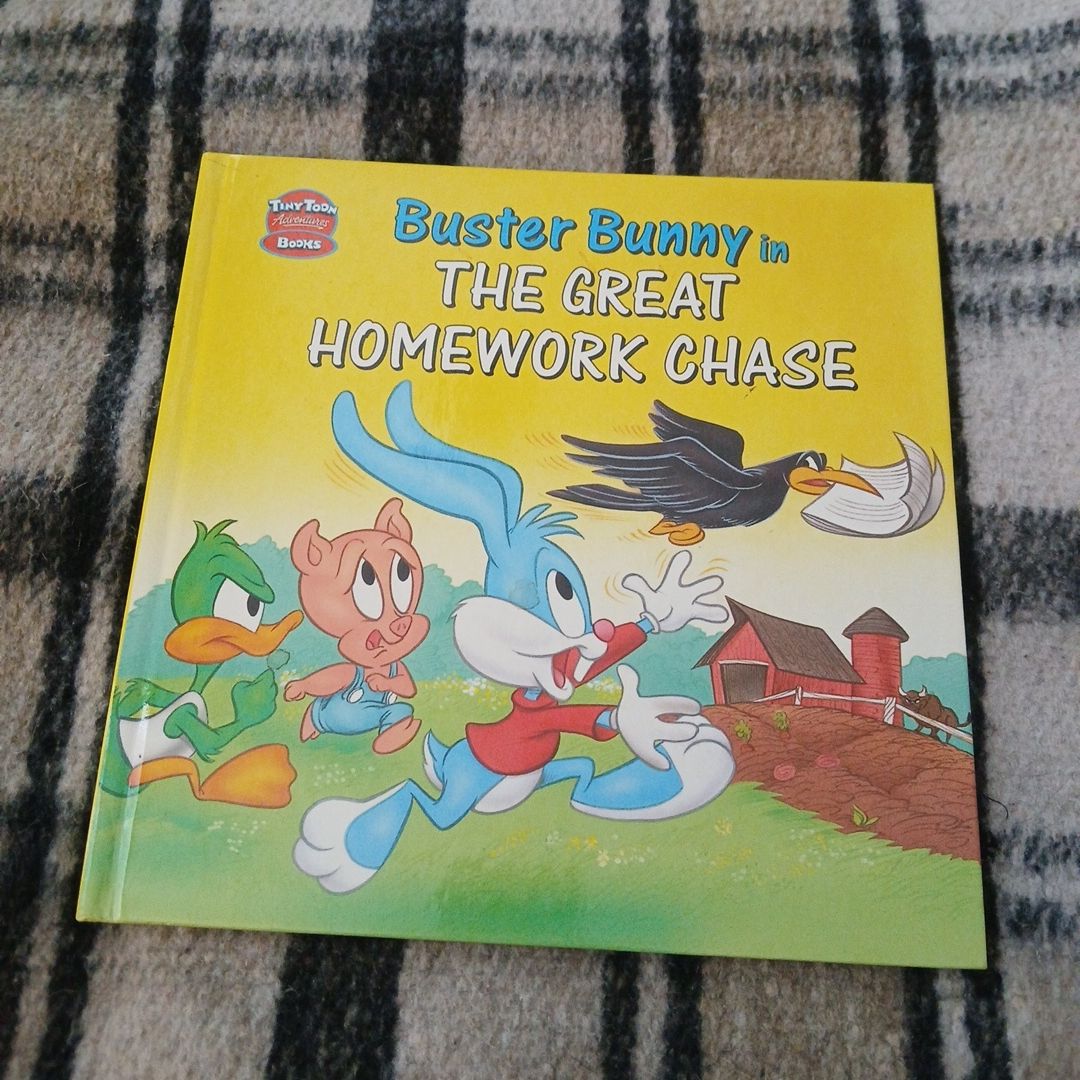 TINY TOON
Adventures
BOOKS
Buster Bunny in
THE GREAT
HOMEWORK CHASE